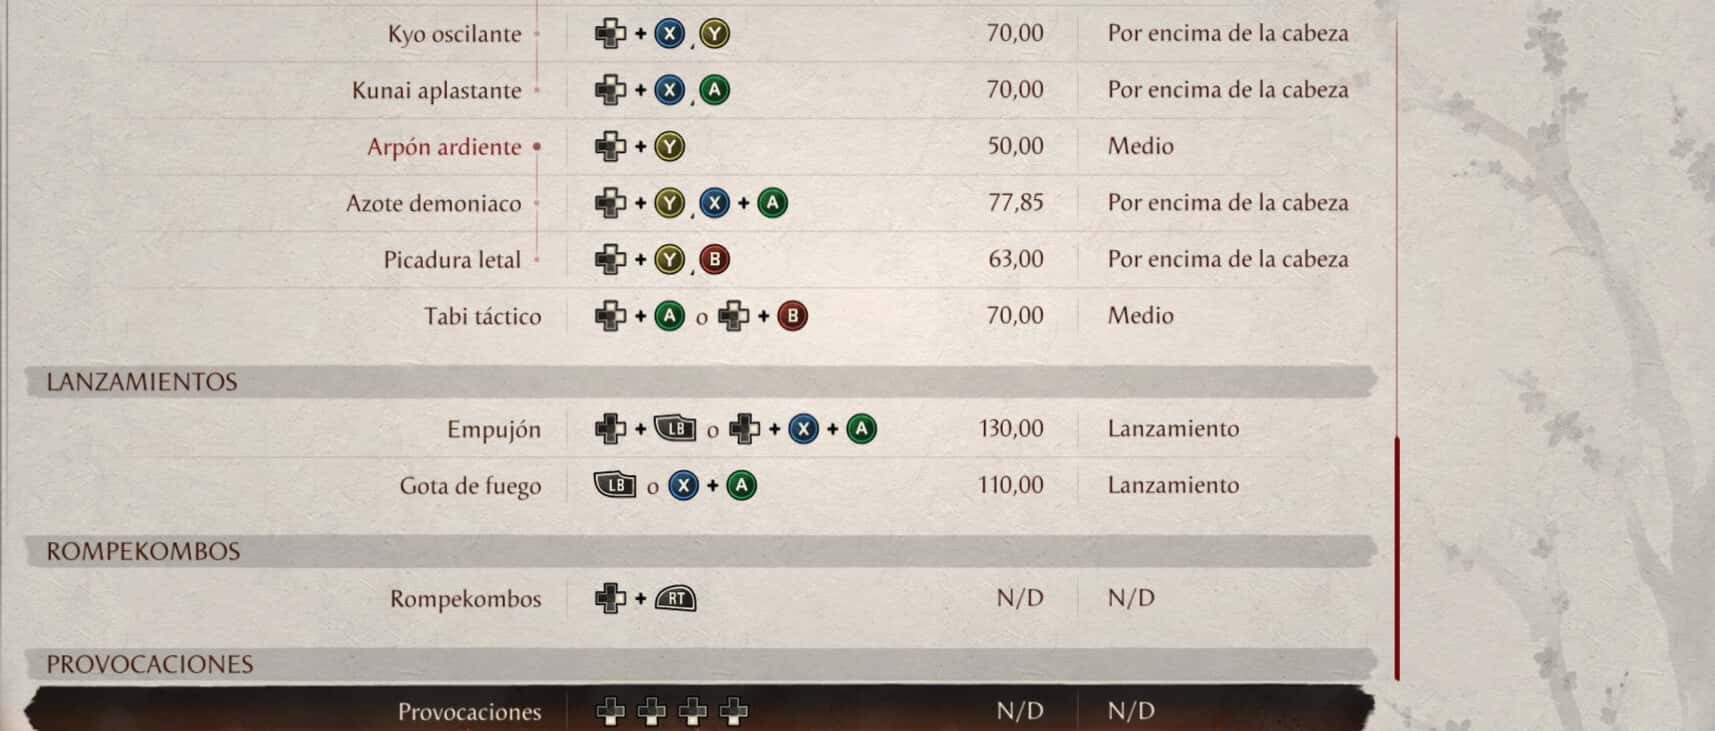 Kyo oscilante + X , Y 70,00 Por encima de la cabeza
Kunai aplastante + X , A 70,00 Por encima de la cabeza
Arpón ardiente + Y 50,00 Medio
Azote demoniaco + Y , X + A 77,85 Por encima de la cabeza
Picadura letal + Y , B 63,00 Por encima de la cabeza
Tabi táctico + A o + B 70,00 Medio
LANZAMIENTOS
Empujón + LB o + X + A 130,00 Lanzamiento
Gota de fuego LB o X + A 110,00 Lanzamiento
ROMPEKOMBOS
Rompekombos + RT N/D N/D
PROVOCACIONES
Provocaciones N/D N/D